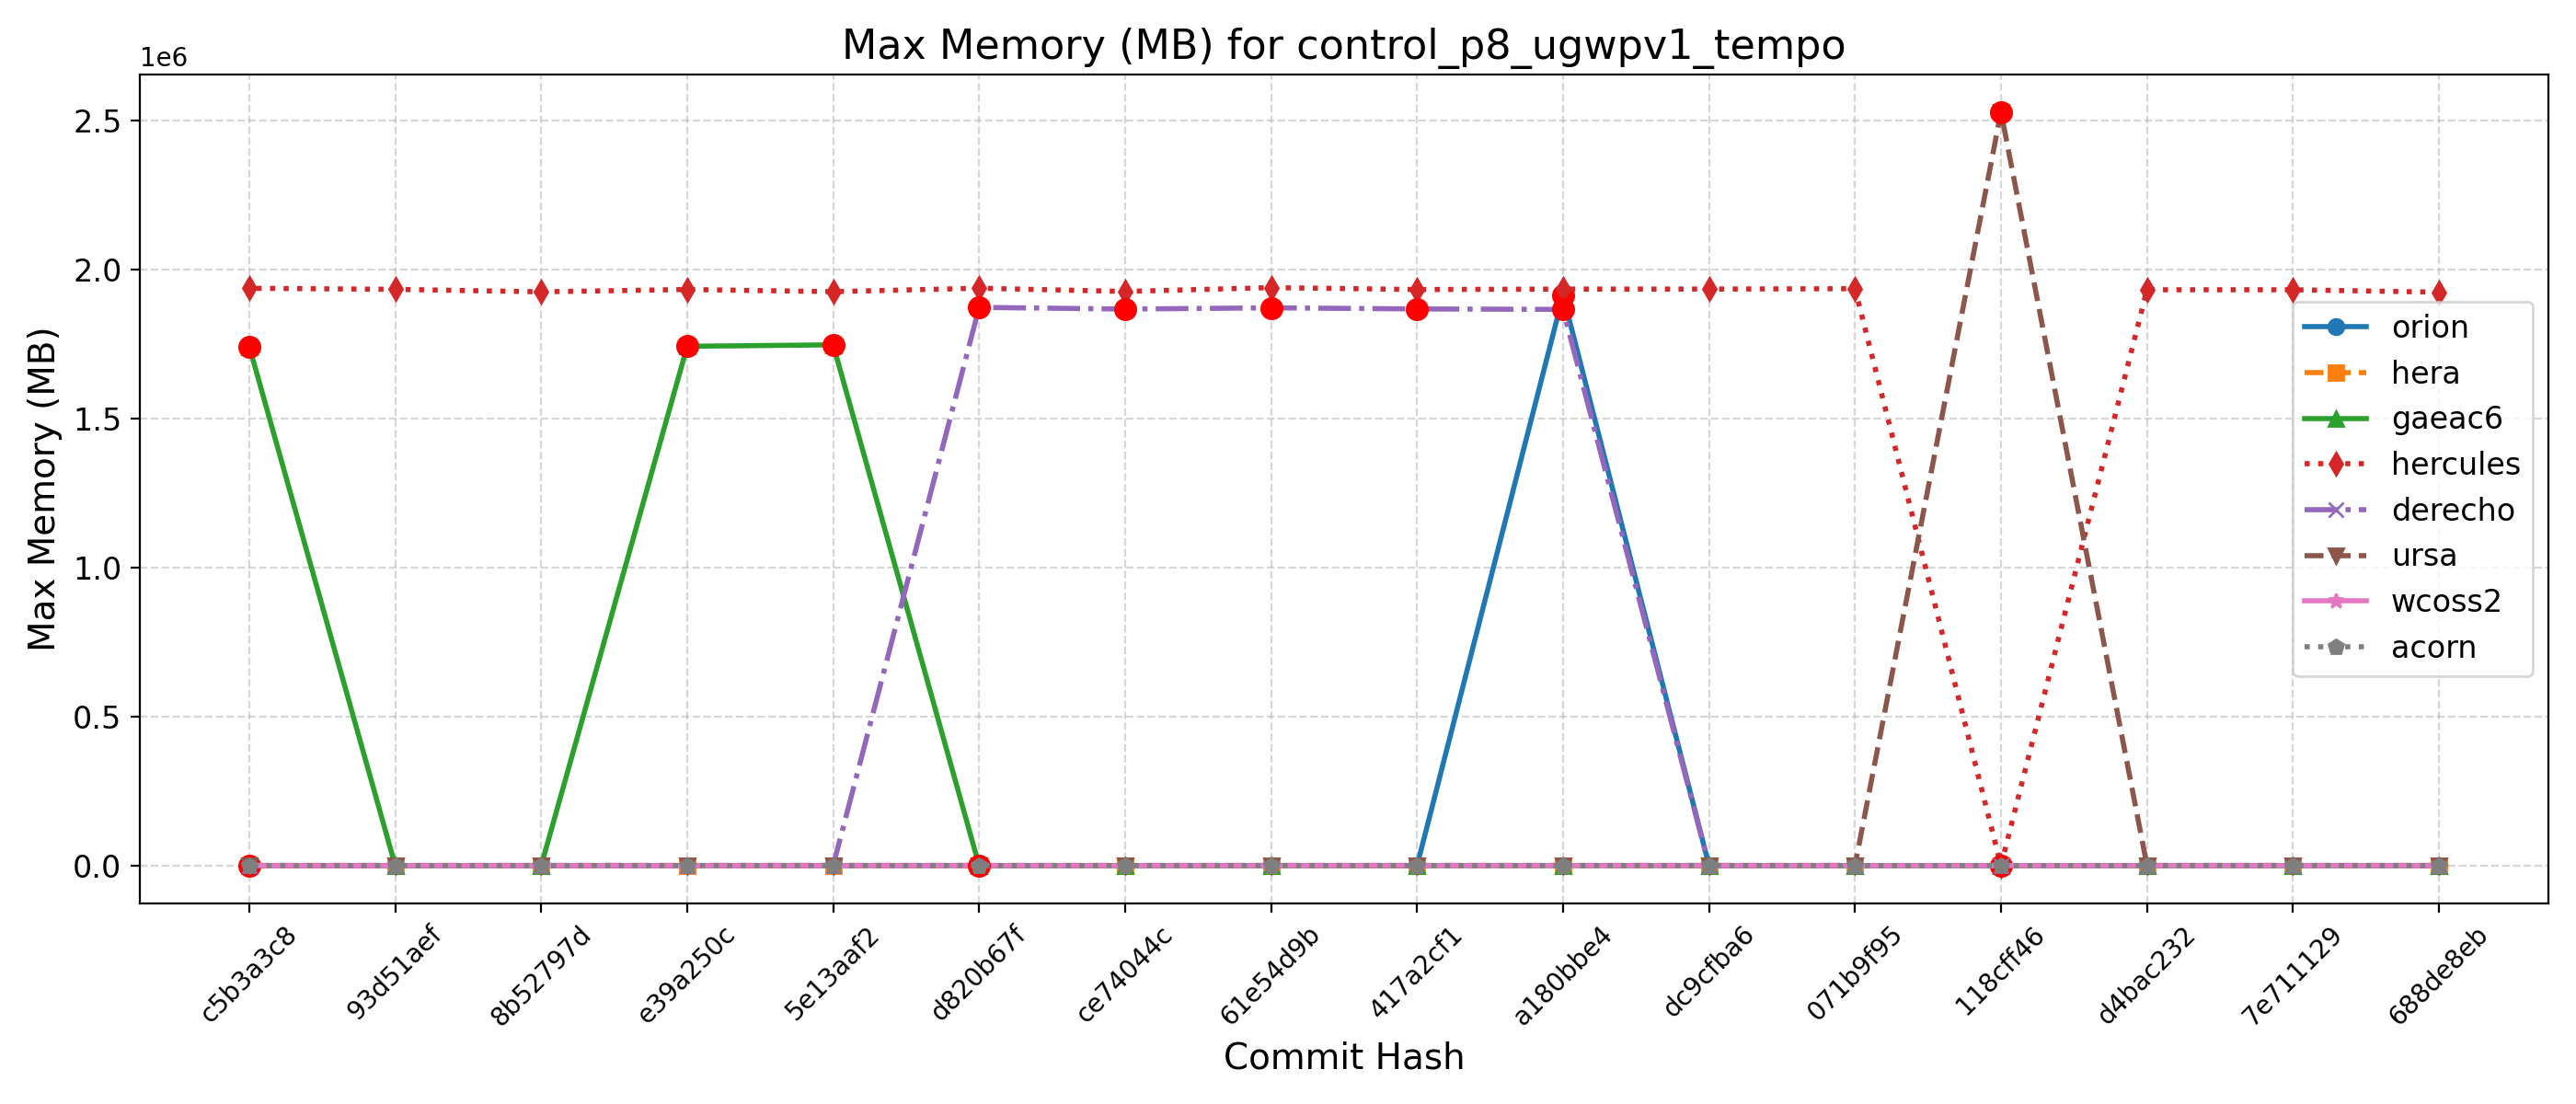 Max Memory (MB) for control_p8_ugwpv1_tempo
1e6
2.5
2.0
1.5
1.0
0.5
0.0
Max Memory (MB)
orion
hera
gaeac6
hercules
derecho
ursa
wcoss2
acorn
c5b3a3c8
93d51aef
8b52797d
e39a250c
5e13aaf2
d820b67f
ce74044c
61e54d9b
417a2cf1
a180bbe4
dc9cfba6
071b9f95
118cff46
d4bac232
7e711129
688de8eb
Commit Hash